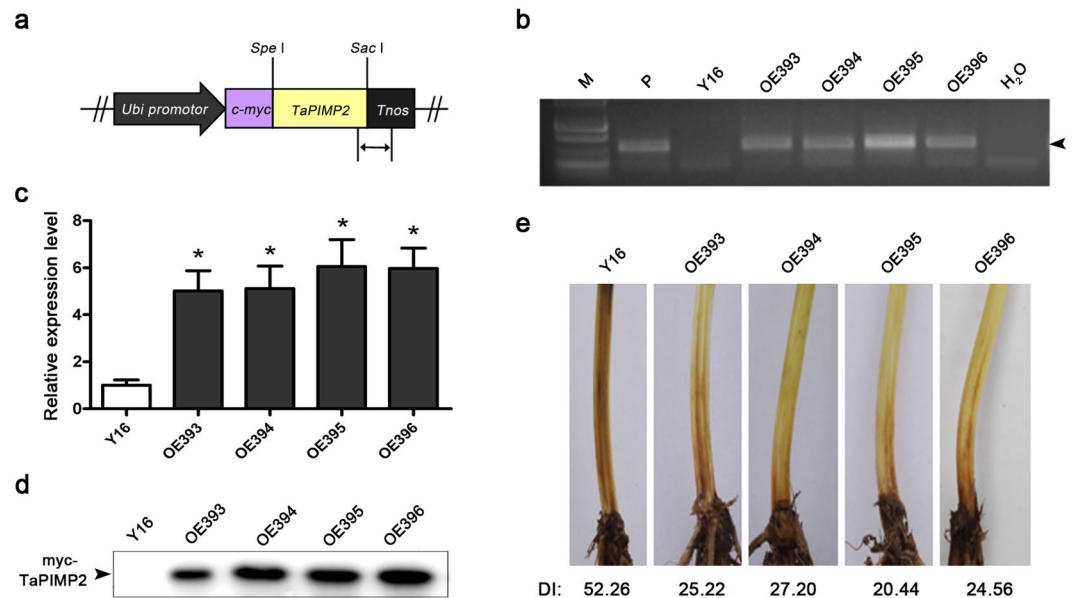 a
Spe I Sac I
Ubi promotor c-myc TaPIMP2 Tnos
b
M P Y16 OE393 OE394 OE395 OE396 H₂O
c
Relative expression level
8
6
4
2
0
Y16 OE393 OE394 OE395 OE396
* * * *
d
Y16 OE393 OE394 OE395 OE396
myc-
TaPIMP2
e
Y16 OE393 OE394 OE395 OE396
DI: 52.26 25.22 27.20 20.44 24.56